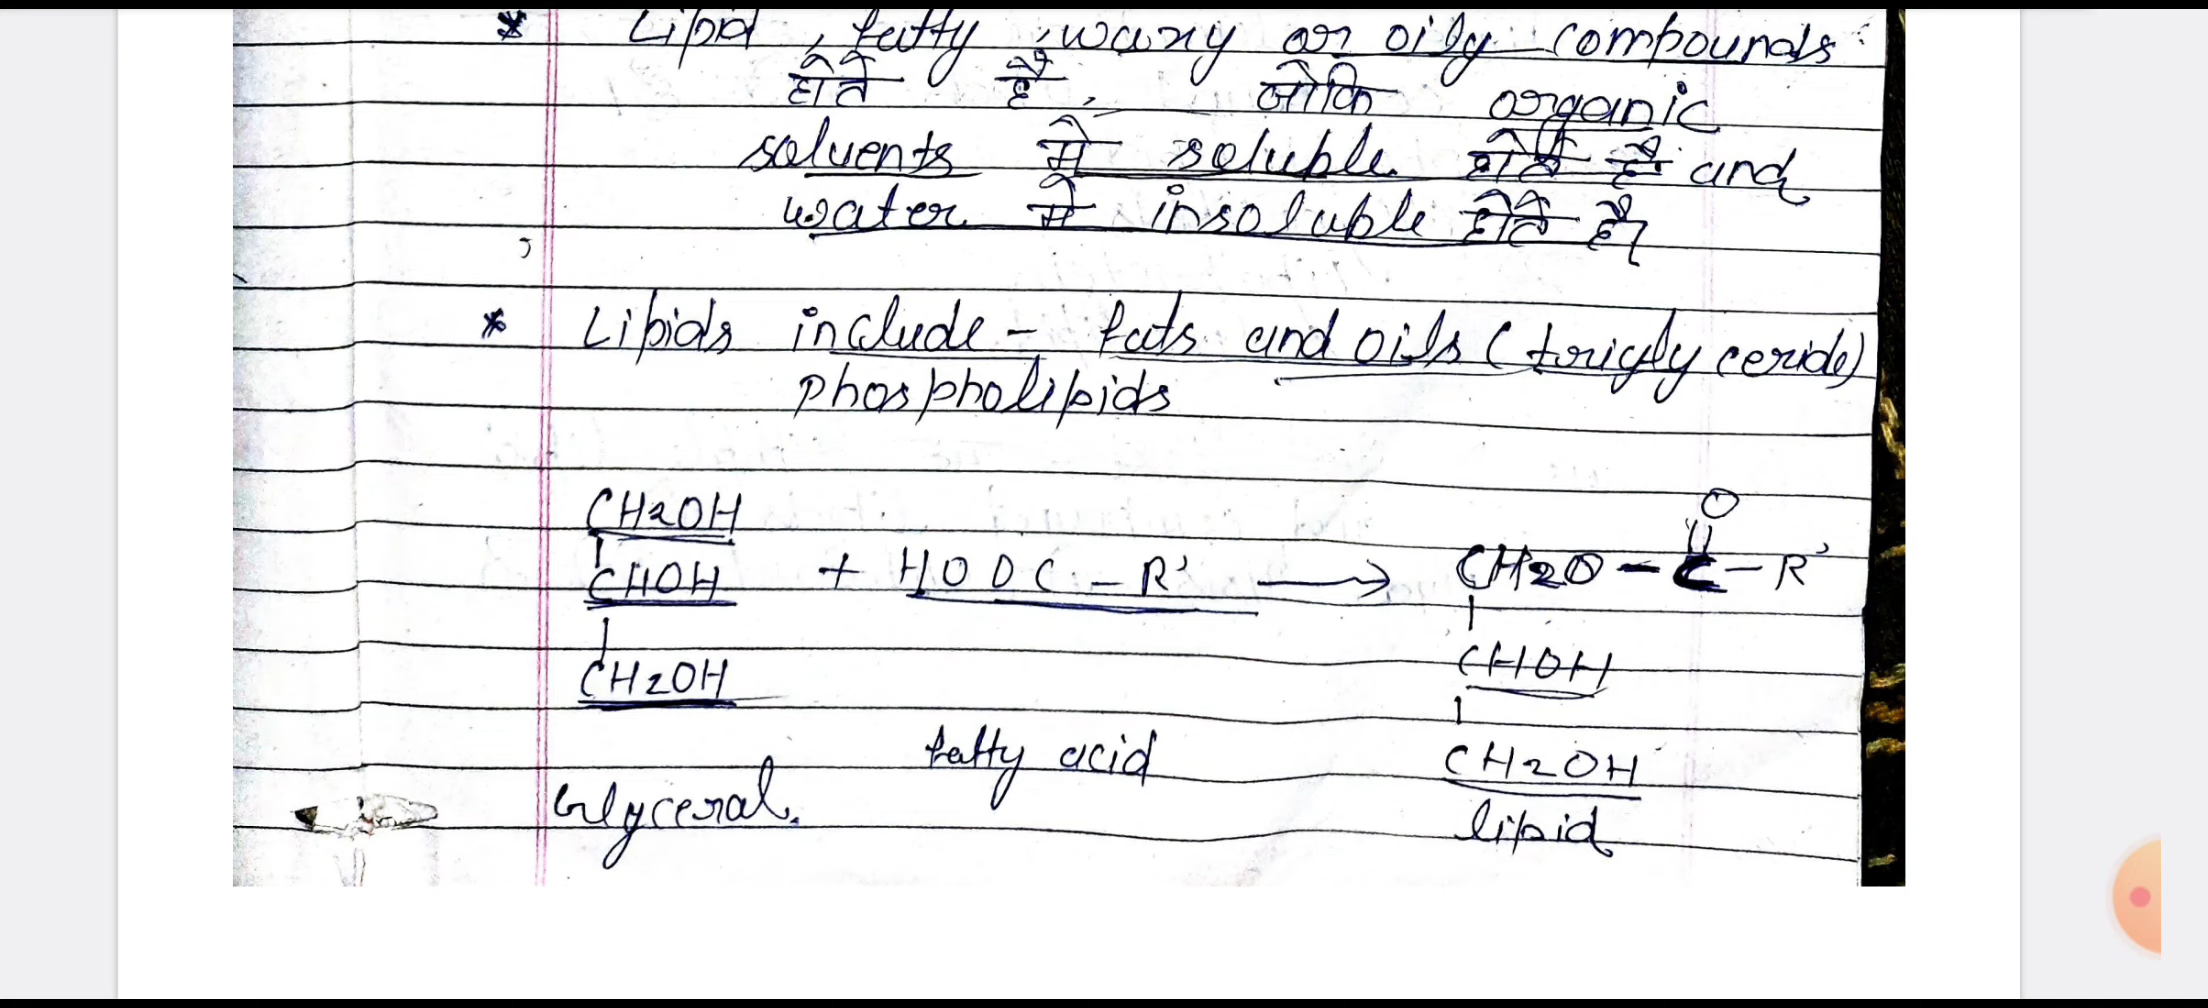 * Lipid, fatty, waxy or oily compounds
होते है, जोकि organic
solvents में soluble होते है and
water में insoluble होते है
* Lipids include - fats and oils (triglyceride)
phospholipids
CH2OH
CHOH + HOOC - R' → CH2O - C - R'
O
CH2OH
CHOH
CH2OH
fatty acid
Glyceral.
lipid